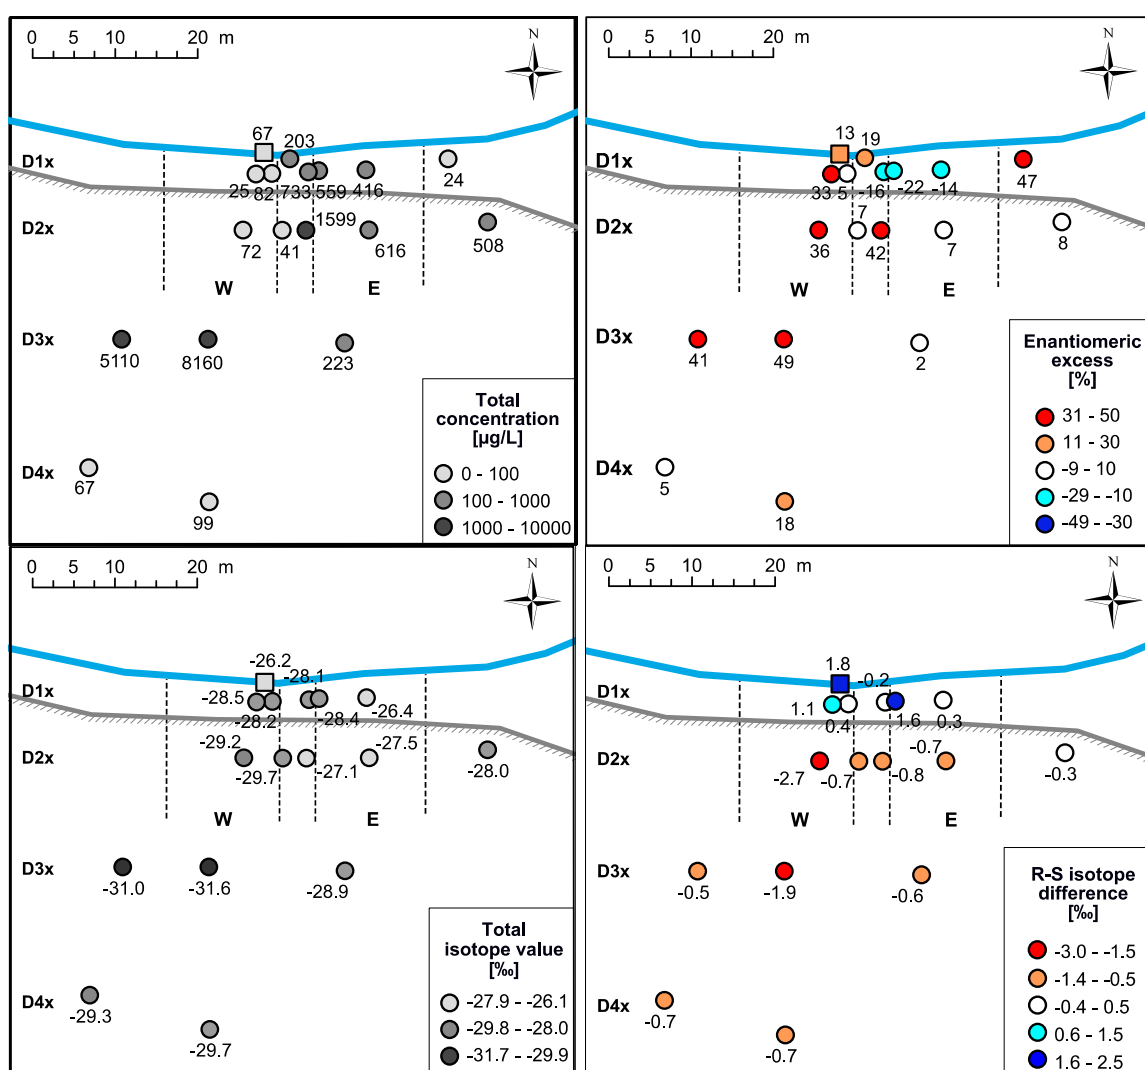 0 5 10 20 m
N
67
203
D1x
25
82
733
559
416
24
D2x
72
41
1599
616
508
W
E
D3x
5110
8160
223
D4x
67
99
Total
concentration
[µg/L]
0 - 100
100 - 1000
1000 - 10000
0 5 10 20 m
N
13
19
D1x
33
5
-16
-22
-14
47
7
D2x
36
42
7
8
W
E
D3x
41
49
2
D4x
5
18
Enantiomeric
excess
[%]
31 - 50
11 - 30
-9 - 10
-29 - -10
-49 - -30
0 5 10 20 m
N
-26.2
-28.1
D1x
-28.5
-28.2
-28.4
-26.4
-29.2
-27.5
D2x
-29.7
-27.1
-28.0
W
E
D3x
-31.0
-31.6
-28.9
D4x
-29.3
-29.7
Total
isotope value
[‰]
-27.9 - -26.1
-29.8 - -28.0
-31.7 - -29.9
0 5 10 20 m
N
1.8
-0.2
D1x
1.1
0.4
1.6
0.3
-0.7
D2x
-2.7
-0.7
-0.8
-0.3
W
E
D3x
-0.5
-1.9
-0.6
D4x
-0.7
-0.7
R-S isotope
difference
[‰]
-3.0 - -1.5
-1.4 - -0.5
-0.4 - 0.5
0.6 - 1.5
1.6 - 2.5